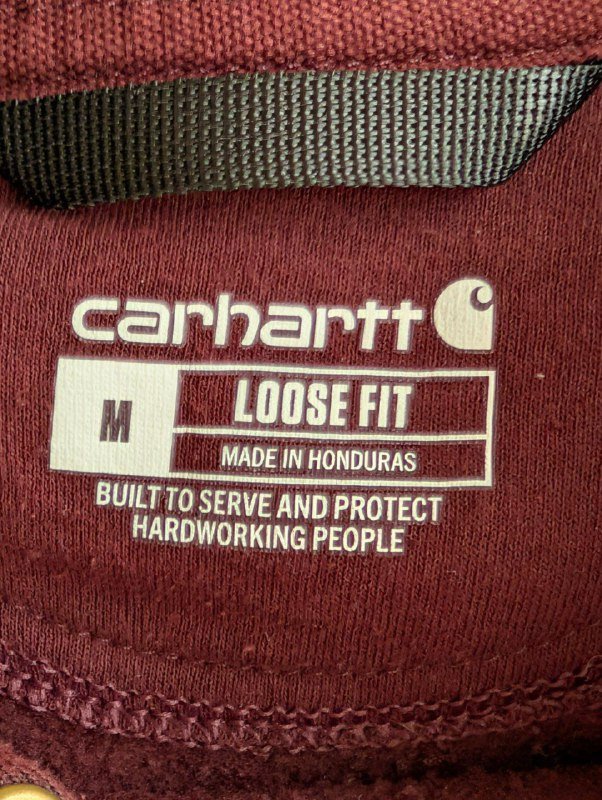 carhartt
M
LOOSE FIT
MADE IN HONDURAS
BUILT TO SERVE AND PROTECT
HARDWORKING PEOPLE